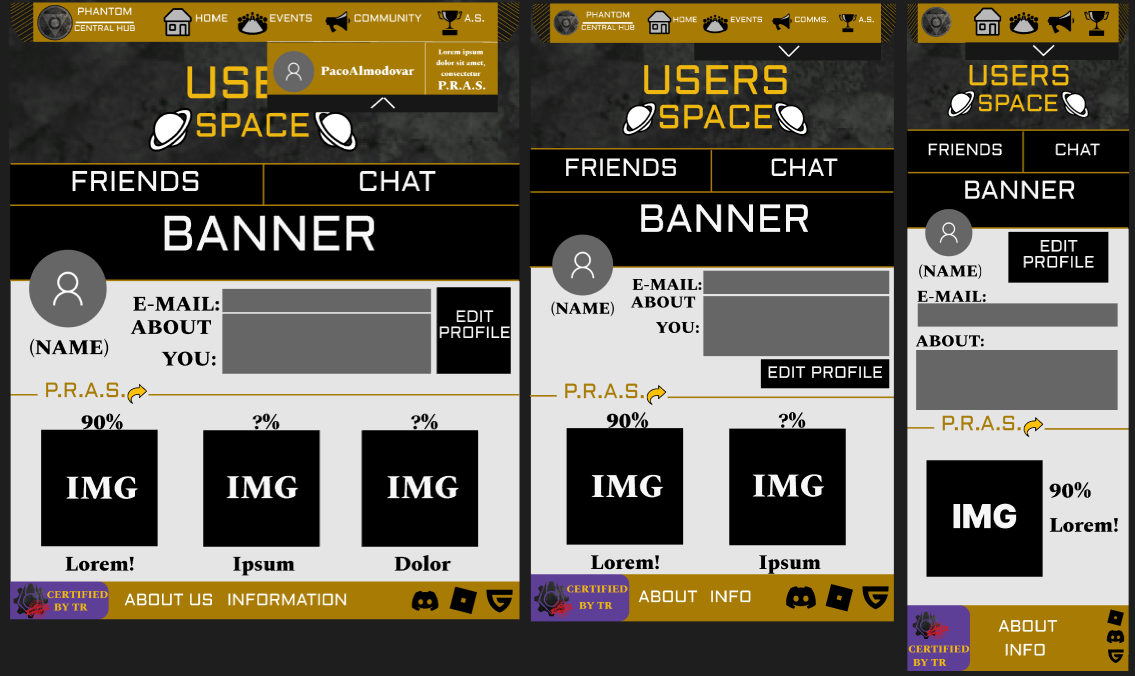 PHANTOM
CENTRAL HUB
HOME
EVENTS
COMMUNITY
A.S.
PacoAlmodovar
Lorem ipsum
dolor sit amet,
consectetur
P.R.A.S.
USE
SPACE
FRIENDS
CHAT
BANNER
(NAME)
E-MAIL:
ABOUT
YOU:
EDIT
PROFILE
P.R.A.S.
90%
?%
?%
IMG
IMG
IMG
Lorem!
Ipsum
Dolor
CERTIFIED
BY TR
ABOUT US
INFORMATION
PHANTOM
CENTRAL HUB
HOME
EVENTS
COMMS.
A.S.
USERS
SPACE
FRIENDS
CHAT
BANNER
(NAME)
E-MAIL:
ABOUT
YOU:
EDIT PROFILE
P.R.A.S.
90%
?%
IMG
IMG
Lorem!
Ipsum
CERTIFIED
BY TR
ABOUT
INFO
USERS
SPACE
FRIENDS
CHAT
BANNER
(NAME)
EDIT
PROFILE
E-MAIL:
ABOUT:
P.R.A.S.
IMG
90%
Lorem!
CERTIFIED
BY TR
ABOUT
INFO